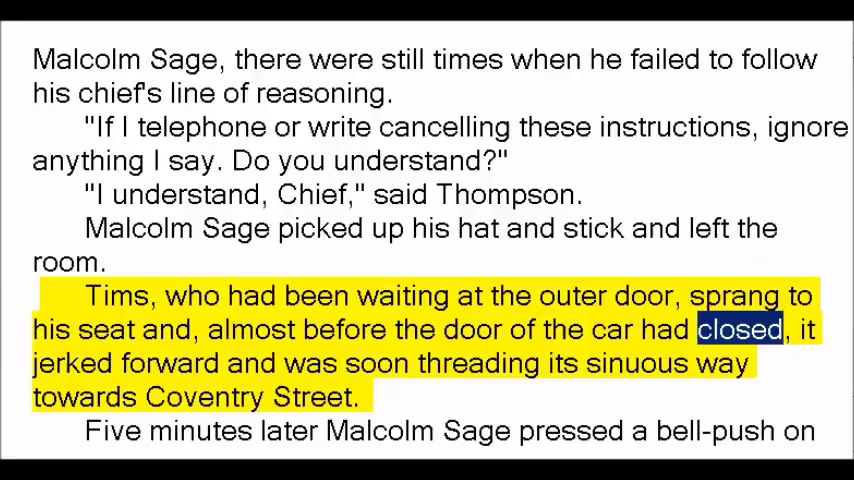 Malcolm Sage, there were still times when he failed to follow
his chief's line of reasoning.
"If I telephone or write cancelling these instructions, ignore
anything I say. Do you understand?"
"I understand, Chief," said Thompson.
Malcolm Sage picked up his hat and stick and left the
room.
Tims, who had been waiting at the outer door, sprang to
his seat and, almost before the door of the car had closed, it
jerked forward and was soon threading its sinuous way
towards Coventry Street.
Five minutes later Malcolm Sage pressed a bell-push on